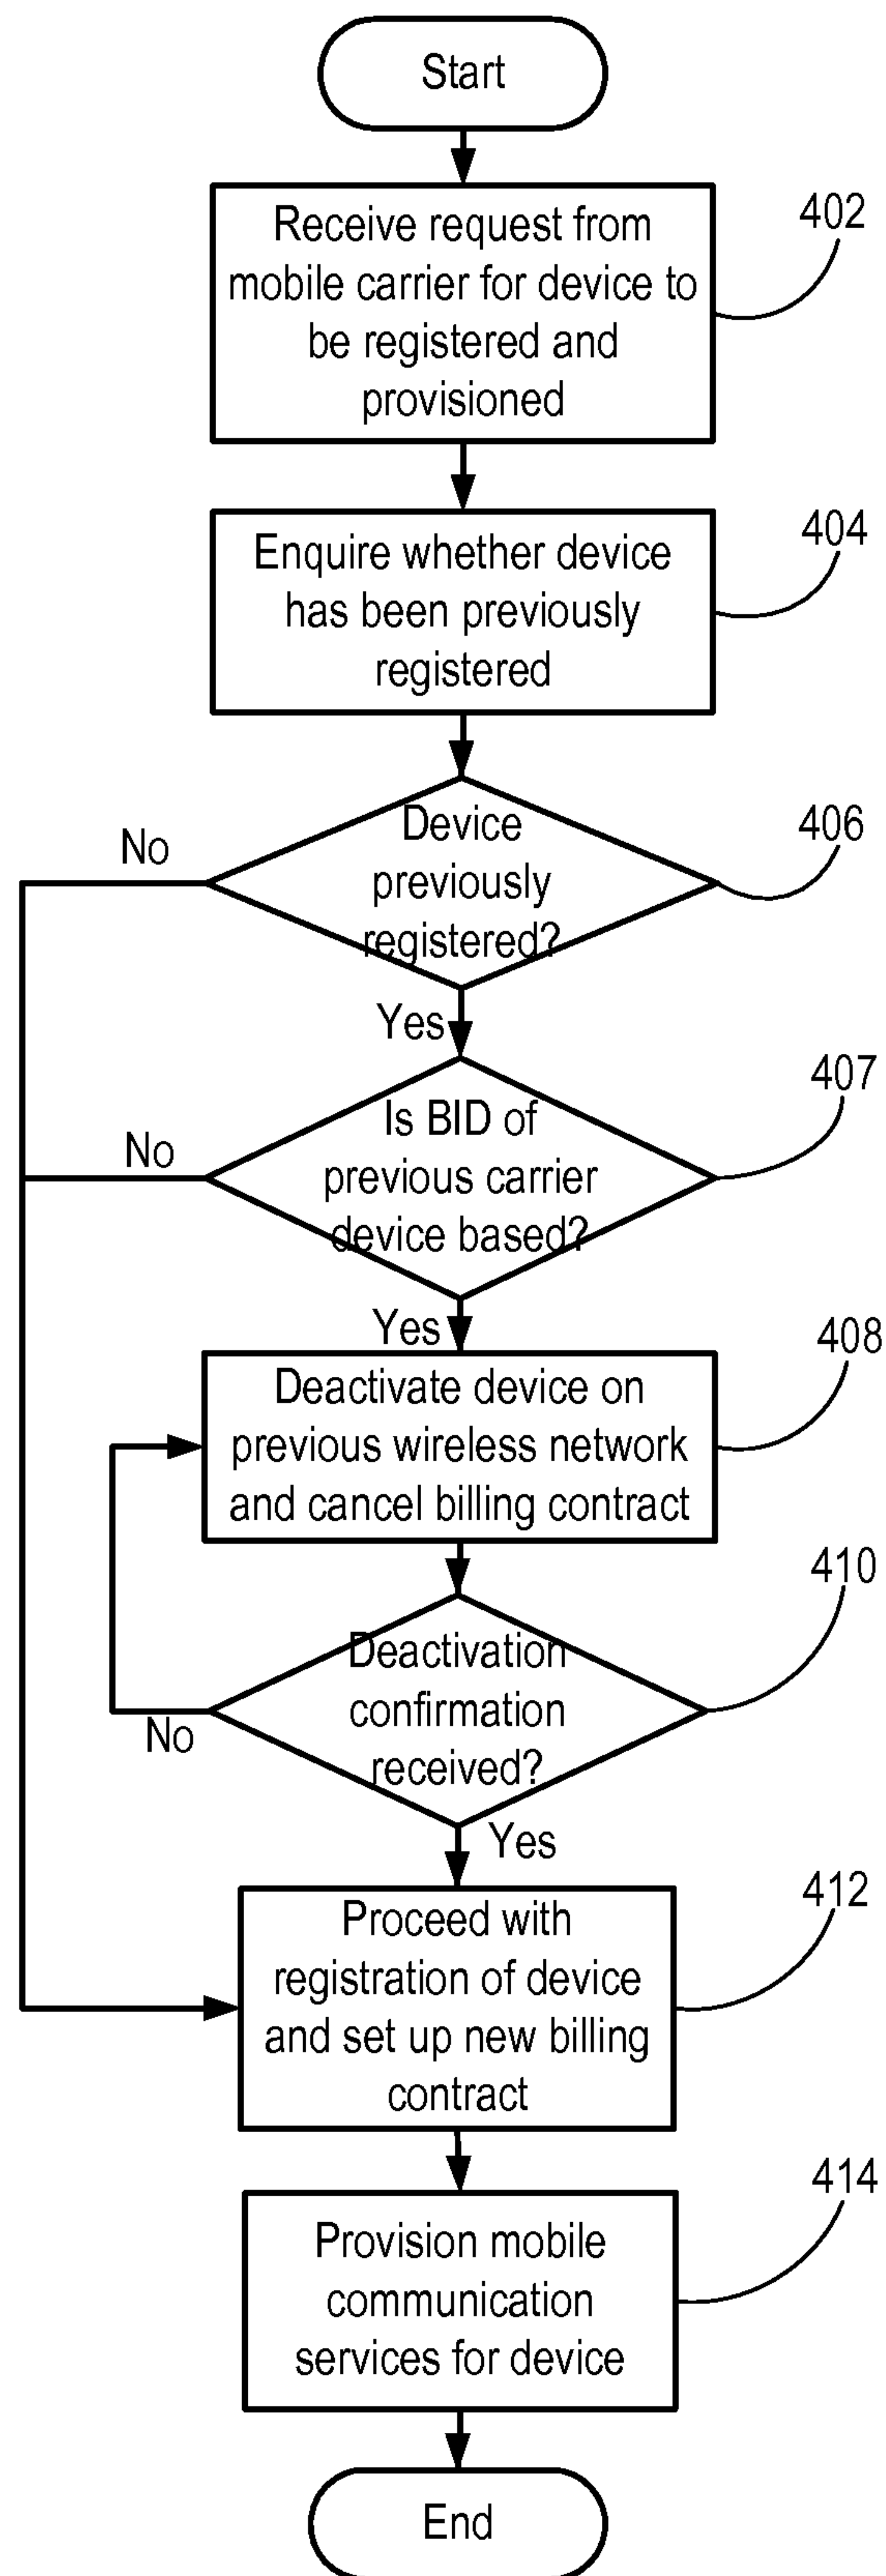 Start
Receive request from
mobile carrier for device to
be registered and
provisioned
402
Enquire whether device
has been previously
registered
404
Device
previously
registered?
406
No
Yes
Is BID of
previous carrier
device based?
407
No
Yes
Deactivate device on
previous wireless network
and cancel billing contract
408
Deactivation
confirmation
received?
410
No
Yes
Proceed with
registration of device
and set up new billing
contract
412
Provision mobile
communication
services for device
414
End